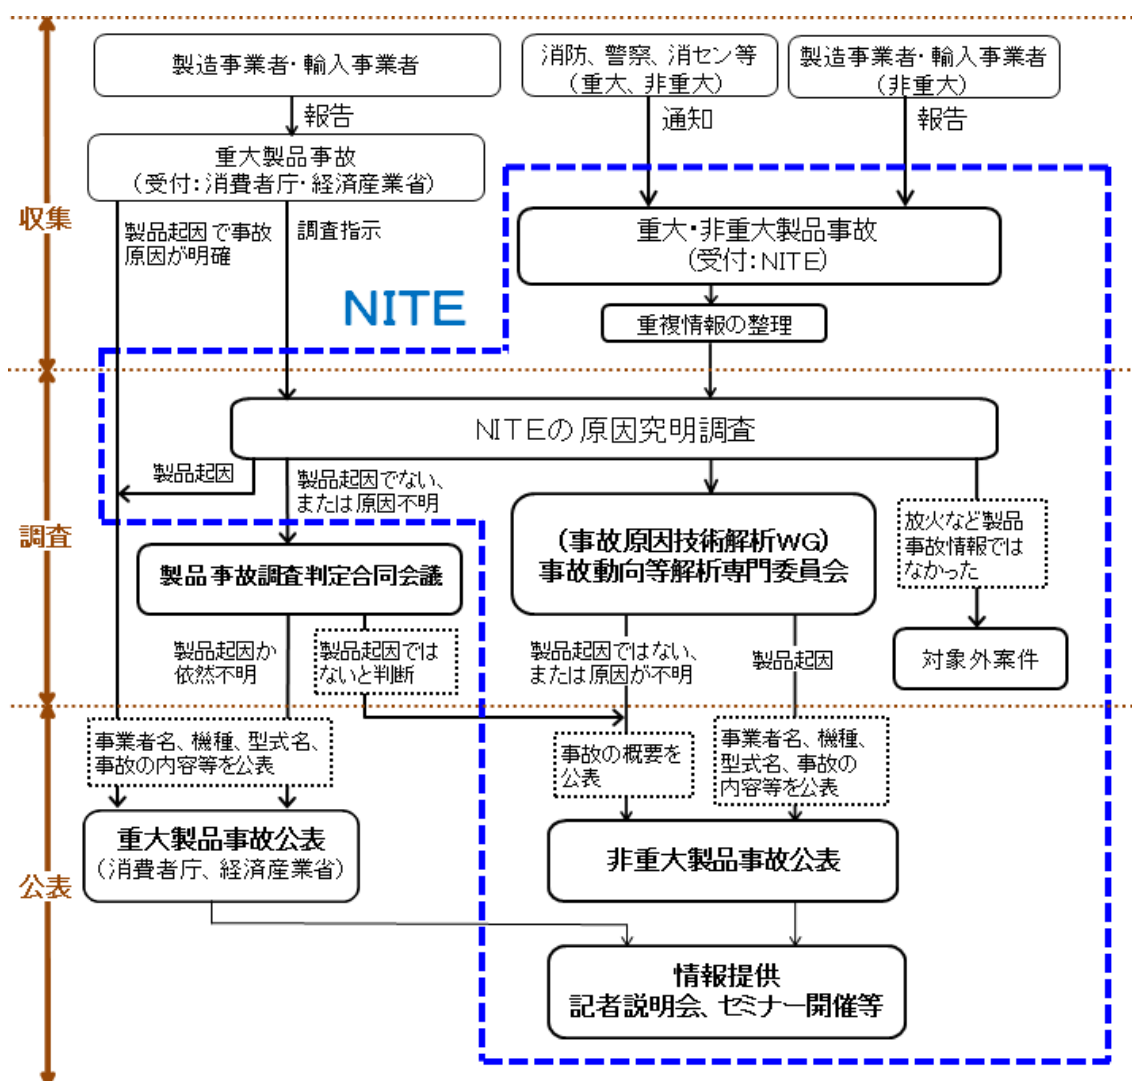 製造事業者・輸入事業者
消防、警察、消セン等
(重大、非重大)
製造事業者・輸入事業者
(非重大)
報告
通知
報告
重大製品事故
(受付:消費者庁・経済産業省)
収集
製品起因で事故
原因が明確
調査指示
重大・非重大製品事故
(受付:NITE)
NITE
重複情報の整理
NITEの原因究明調査
製品起因
製品起因でない、
または原因不明
調査
(事故原因技術解析WG)
事故動向等解析専門委員会
放火など製品
事故情報では
なかった
製品事故調査判定合同会議
製品起因か
依然不明
製品起因では
ないと判断
製品起因ではない、
または原因が不明
製品起因
対象外案件
事業者名、機種、型式名、
事故の内容等を公表
事故の概要を
公表
事業者名、機種、
型式名、事故の
内容等を公表
重大製品事故公表
(消費者庁、経済産業省)
非重大製品事故公表
公表
情報提供
記者説明会、セミナー開催等